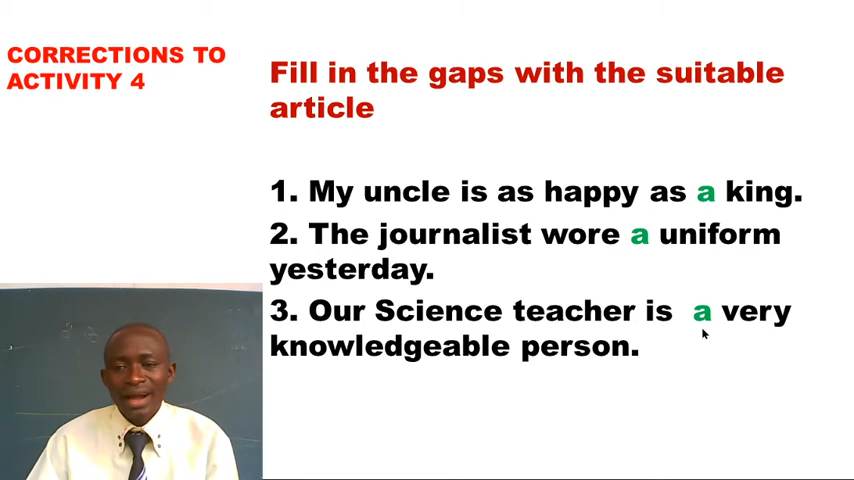 CORRECTIONS TO
ACTIVITY 4
Fill in the gaps with the suitable
article
1. My uncle is as happy as a king.
2. The journalist wore a uniform
yesterday.
3. Our Science teacher is a very
knowledgeable person.